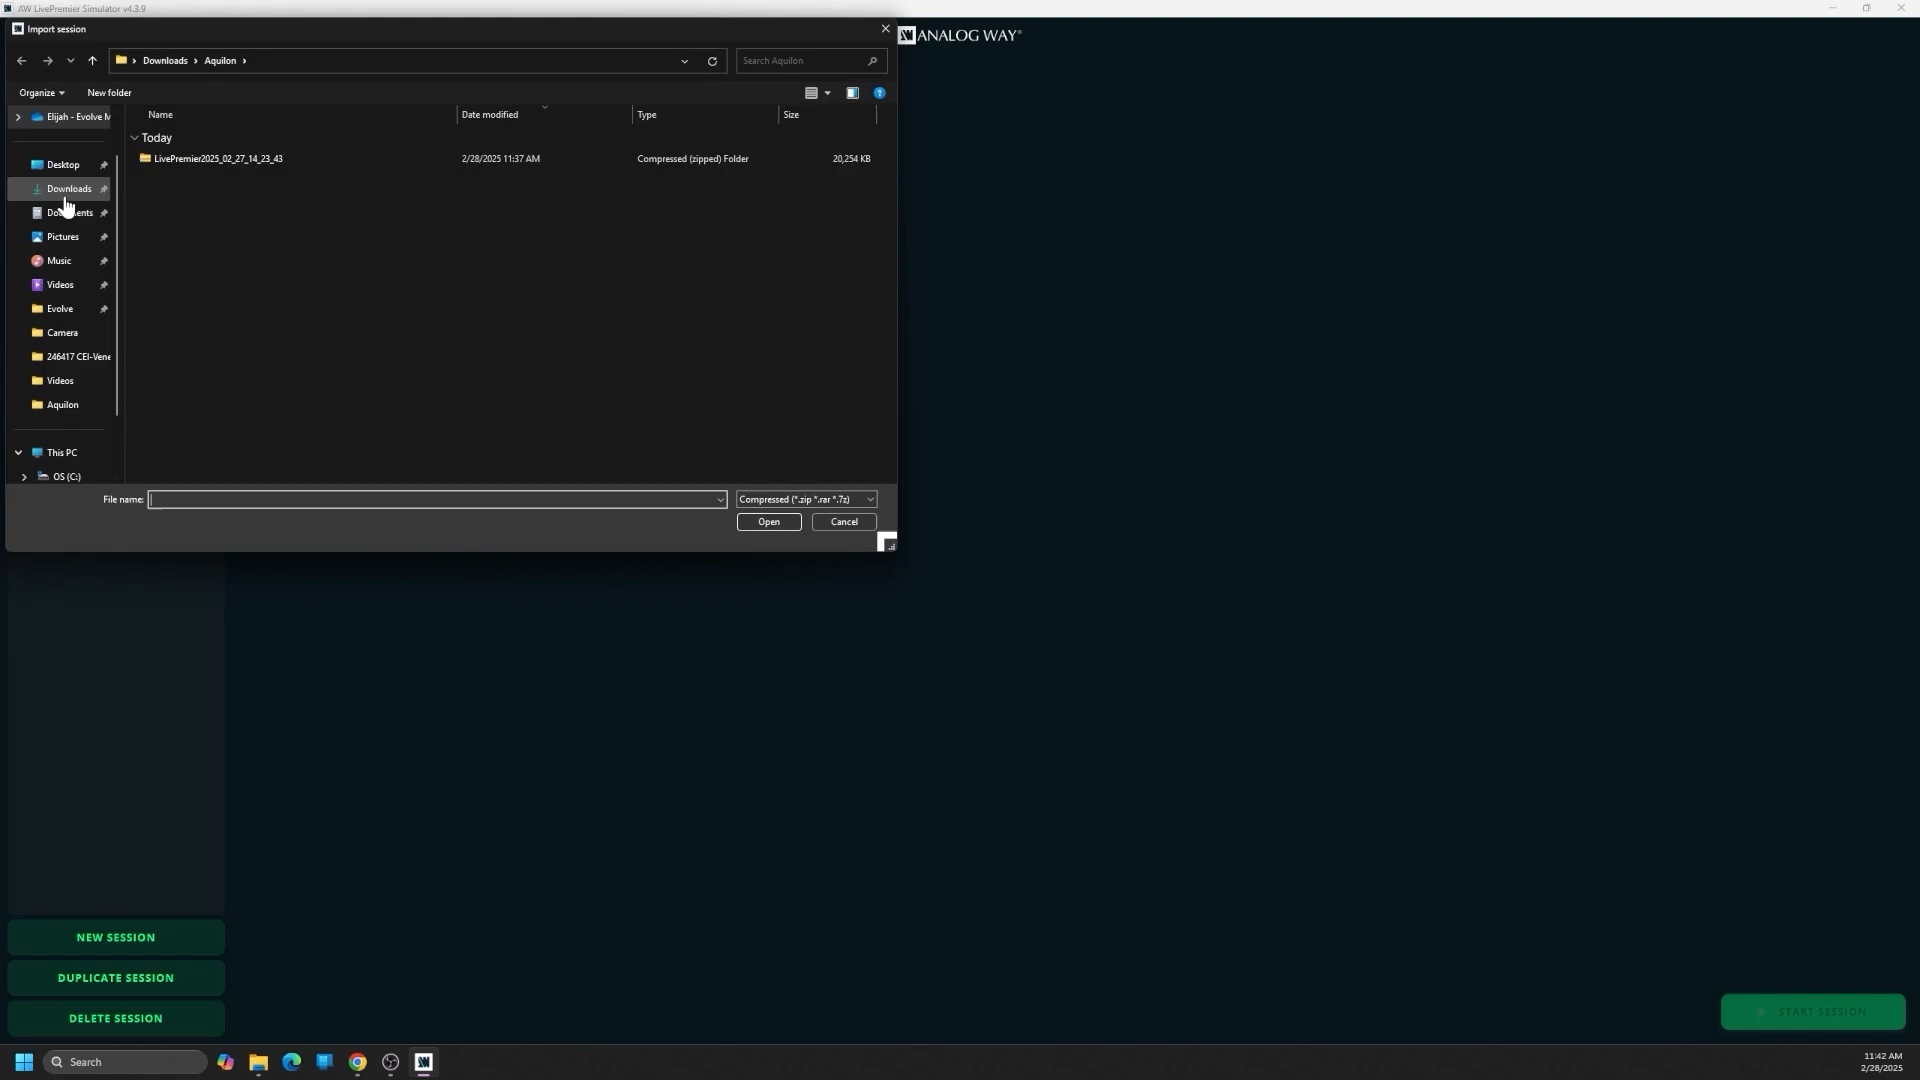 AW LivePremier Simulator v4.3.9
Import session
ANALOG WAY®
Downloads
Aquilon
Search Aquilon
Organize
New folder
Elijah - Evolve M
Name
Date modified
Type
Size
Today
LivePremier2025_02_27_14_23_43
2/28/2025 11:37 AM
Compressed (zipped) Folder
20,254 KB
Desktop
Downloads
Pictures
Music
Videos
Evolve
Camera
246417 CEI-Vene
Videos
Aquilon
This PC
OS (C:)
File name:
Compressed (*.zip *.rar *.7z)
Open
Cancel
NEW SESSION
DUPLICATE SESSION
DELETE SESSION
START SESSION
Search
11:42 AM
2/28/2025